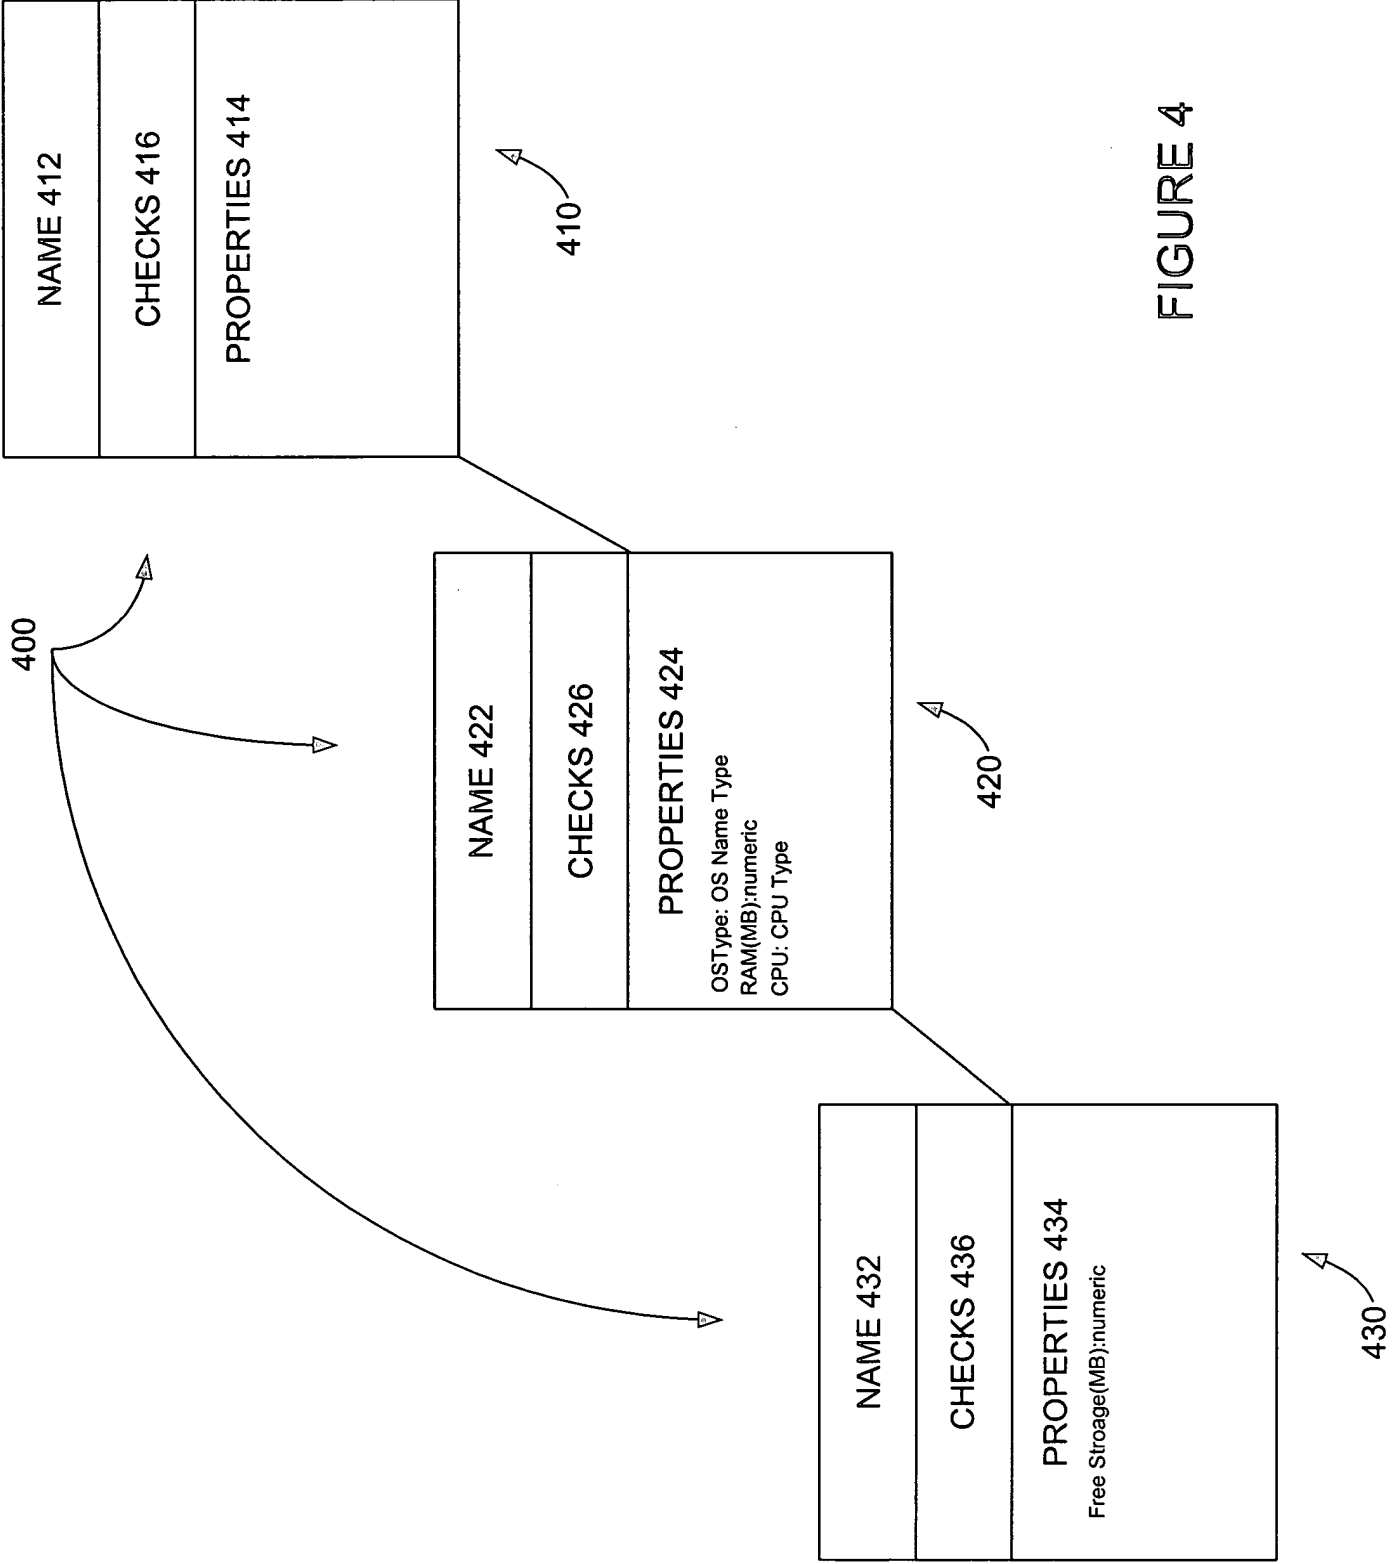 400
NAME 432
CHECKS 436
PROPERTIES 434
Free Stroage(MB):numeric
430
NAME 422
CHECKS 426
PROPERTIES 424
OSType: OS Name Type
RAM(MB):numeric
CPU: CPU Type
420
NAME 412
CHECKS 416
PROPERTIES 414
410
FIGURE 4